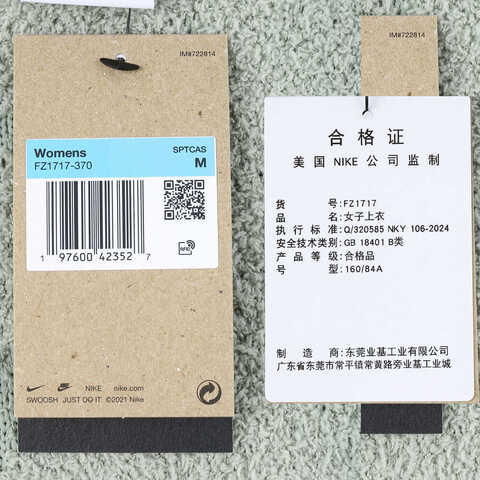 IM#722814
Womens
SPTCAS
FZ1717-370
M
1 97600 42352 7
RFID
NIKE nike.com
SWOOSH JUST DO IT ©2021 Nike
IM#722814
合格证
美国NIKE公司监制
货号:FZ1717
品名:女子上衣
执行标准:Q/320585 NKY 106-2024
安全技术类别:GB 18401 B类
产品等级:合格品
号型:160/84A
制造商:东莞业基工业有限公司
广东省东莞市常平镇常黄路旁业基工业城